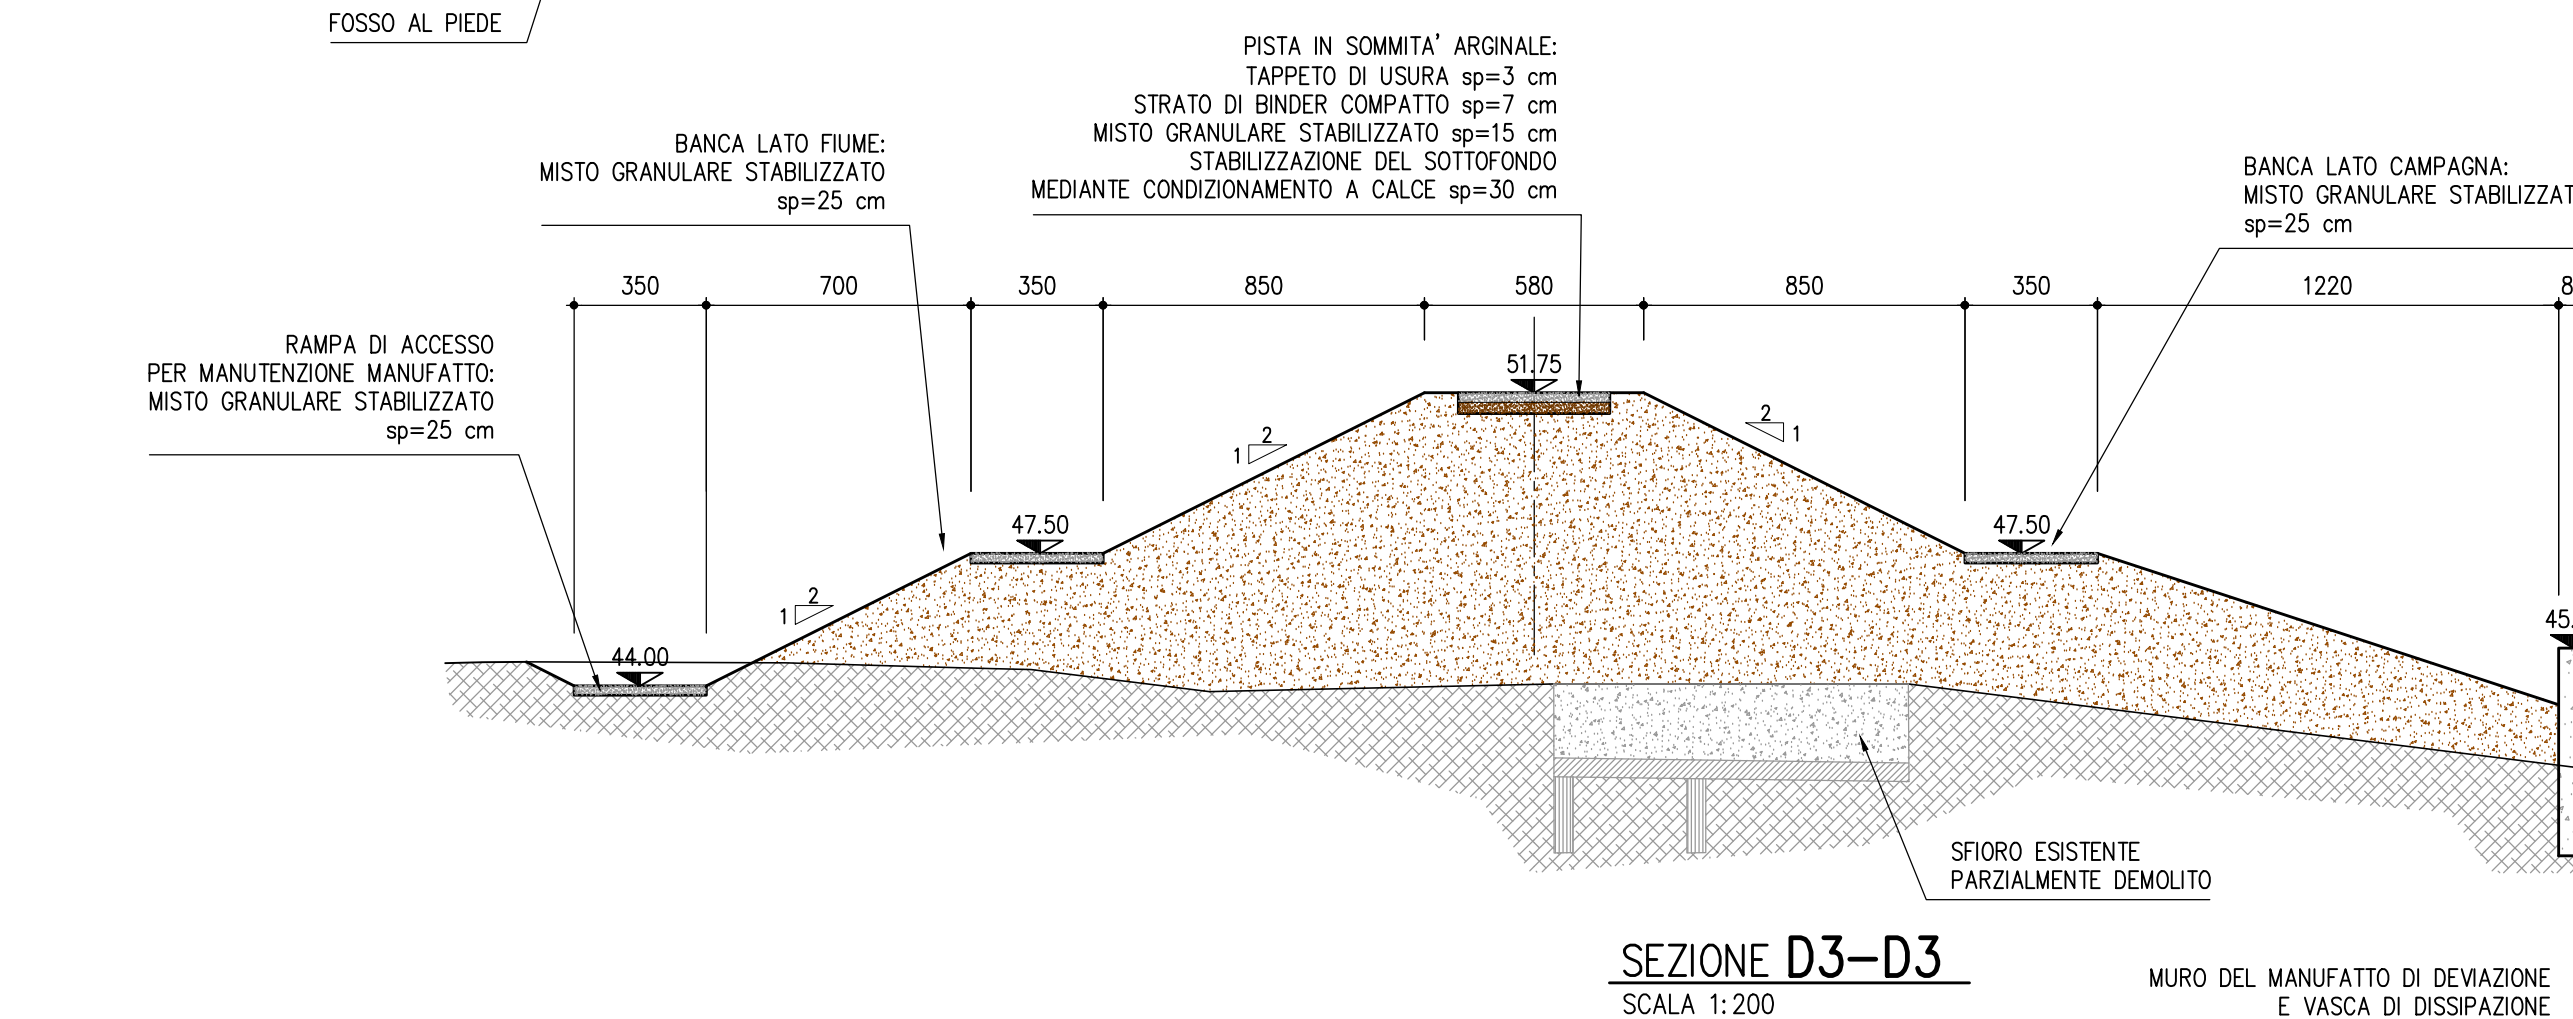 FOSSO AL PIEDE
PISTA IN SOMMITA' ARGINALE:
TAPPETO DI USURA sp=3 cm
STRATO DI BINDER COMPATTO sp=7 cm
MISTO GRANULARE STABILIZZATO sp=15 cm
STABILIZZAZIONE DEL SOTTOFONDO
MEDIANTE CONDIZIONAMENTO A CALCE sp=30 cm
BANCA LATO FIUME:
MISTO GRANULARE STABILIZZATO
sp=25 cm
BANCA LATO CAMPAGNA:
MISTO GRANULARE STABILIZZAT
sp=25 cm
350 700 350 850 580 850 350 1220 8
RAMPA DI ACCESSO
PER MANUTENZIONE MANUFATTO:
MISTO GRANULARE STABILIZZATO
sp=25 cm
51.75
2
1
2
1
47.50
47.50
2
1
45.
44.00
SFIORO ESISTENTE
PARZIALMENTE DEMOLITO
SEZIONE D3-D3
SCALA 1:200
MURO DEL MANUFATTO DI DEVIAZIONE
E VASCA DI DISSIPAZIONE